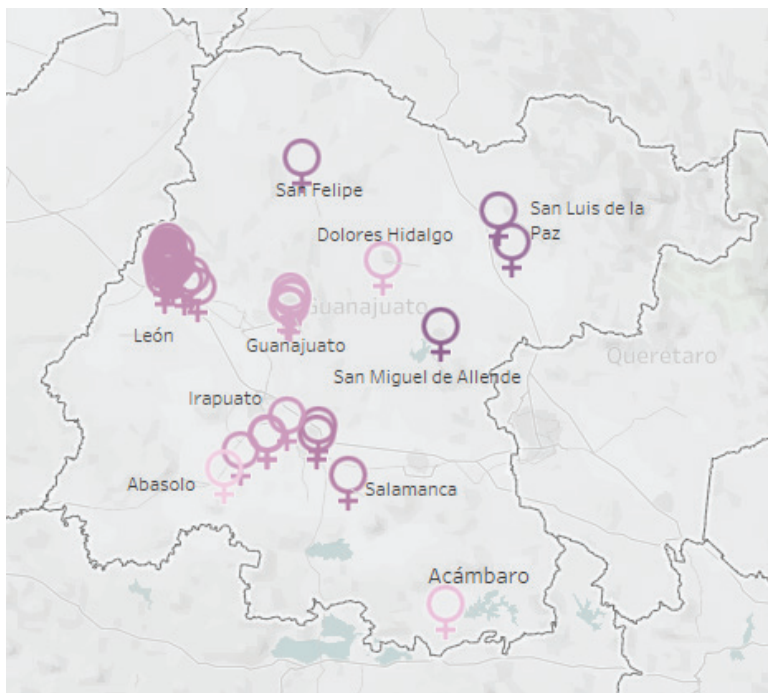 San Felipe
San Luis de la
Paz
Dolores Hidalgo
Guanajuato
León
Guanajuato
Querétaro
San Miguel de Allende
Irapuato
Abasolo
Salamanca
Acámbaro